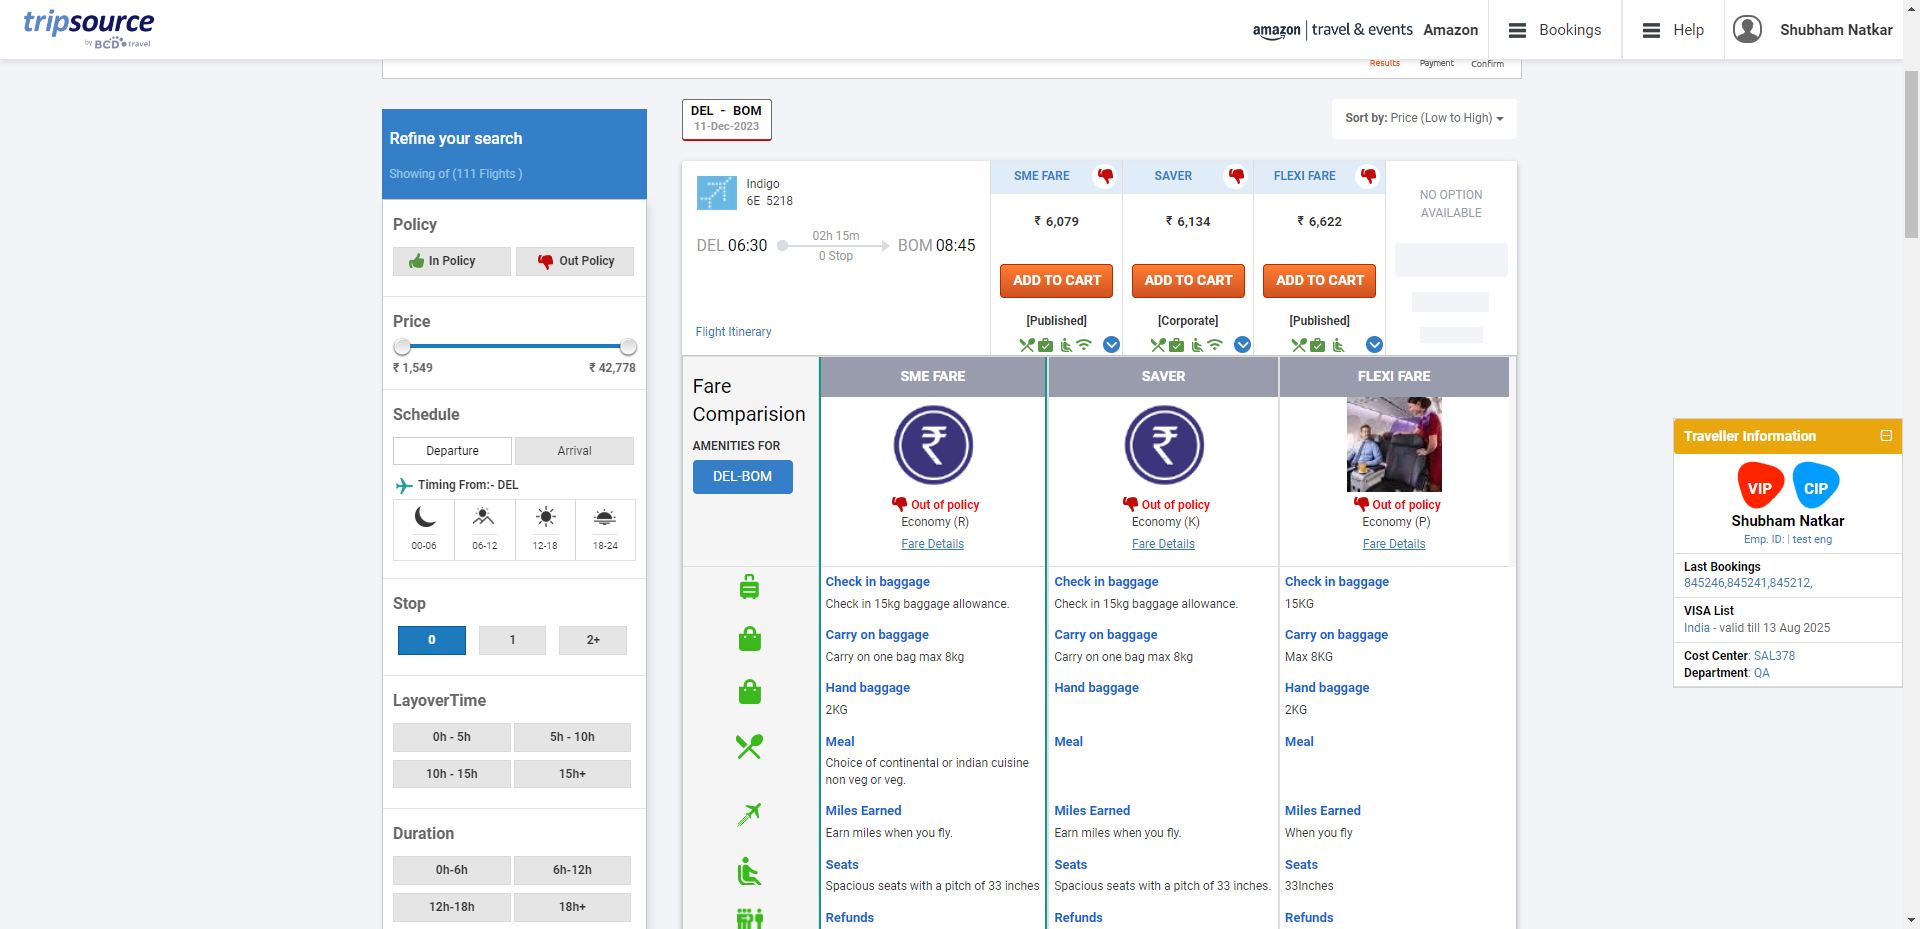 tripsource
by BCD travel
amazon | travel & events Amazon
Bookings
Help
Shubham Natkar
Results Payment Confirm
Refine your search
Showing of (111 Flights )
Policy
In Policy
Out Policy
Price
₹ 1,549
₹ 42,778
Schedule
Departure
Arrival
Timing From:- DEL
00-06
06-12
12-18
18-24
Stop
0
1
2+
LayoverTime
0h - 5h
5h - 10h
10h - 15h
15h+
Duration
0h-6h
6h-12h
12h-18h
18h+
DEL - BOM
11-Dec-2023
Sort by: Price (Low to High)
Indigo
6E 5218
DEL 06:30
02h 15m
0 Stop
BOM 08:45
Flight Itinerary
SME FARE
₹ 6,079
ADD TO CART
[Published]
SAVER
₹ 6,134
ADD TO CART
[Corporate]
FLEXI FARE
₹ 6,622
ADD TO CART
[Published]
NO OPTION
AVAILABLE
Fare
Comparision
AMENITIES FOR
DEL-BOM
SME FARE
₹
Out of policy
Economy (R)
Fare Details
Check in baggage
Check in 15kg baggage allowance.
Carry on baggage
Carry on one bag max 8kg
Hand baggage
2KG
Meal
Choice of continental or indian cuisine
non veg or veg.
Miles Earned
Earn miles when you fly.
Seats
Spacious seats with a pitch of 33 inches
Refunds
SAVER
₹
Out of policy
Economy (K)
Fare Details
Check in baggage
Check in 15kg baggage allowance.
Carry on baggage
Carry on one bag max 8kg
Hand baggage
Meal
Miles Earned
Earn miles when you fly.
Seats
Spacious seats with a pitch of 33 inches.
Refunds
FLEXI FARE
Out of policy
Economy (P)
Fare Details
Check in baggage
15KG
Carry on baggage
Max 8KG
Hand baggage
2KG
Meal
Miles Earned
When you fly
Seats
33Inches
Refunds
Traveller Information
VIP
CIP
Shubham Natkar
Emp. ID: | test eng
Last Bookings
845246,845241,845212,
VISA List
India - valid till 13 Aug 2025
Cost Center: SAL378
Department: QA